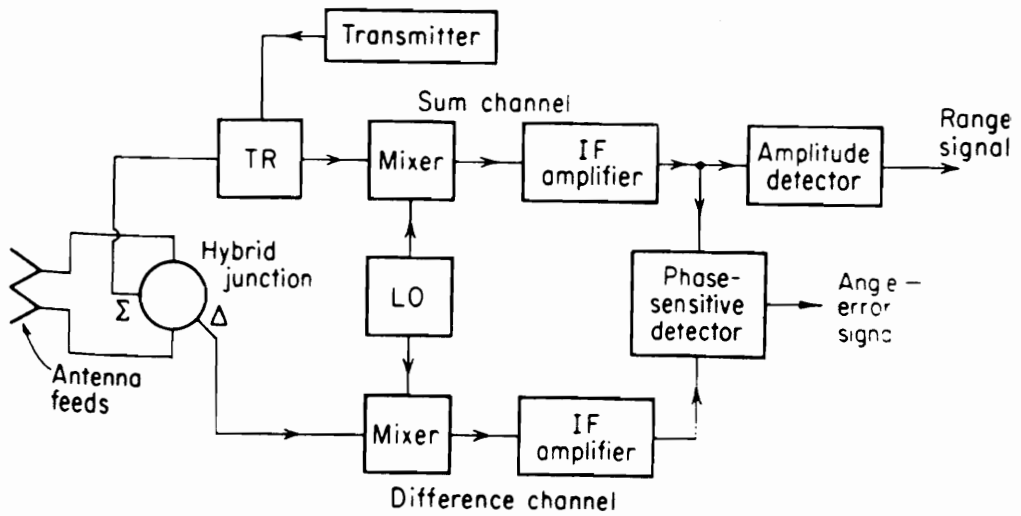 Transmitter
Sum channel
TR
Mixer
IF
amplifier
Amplitude
detector
Range
signal
Hybrid
junction
Σ
Δ
LO
Phase-
sensitive
detector
Antenna
feeds
Mixer
IF
amplifier
Difference channel
error